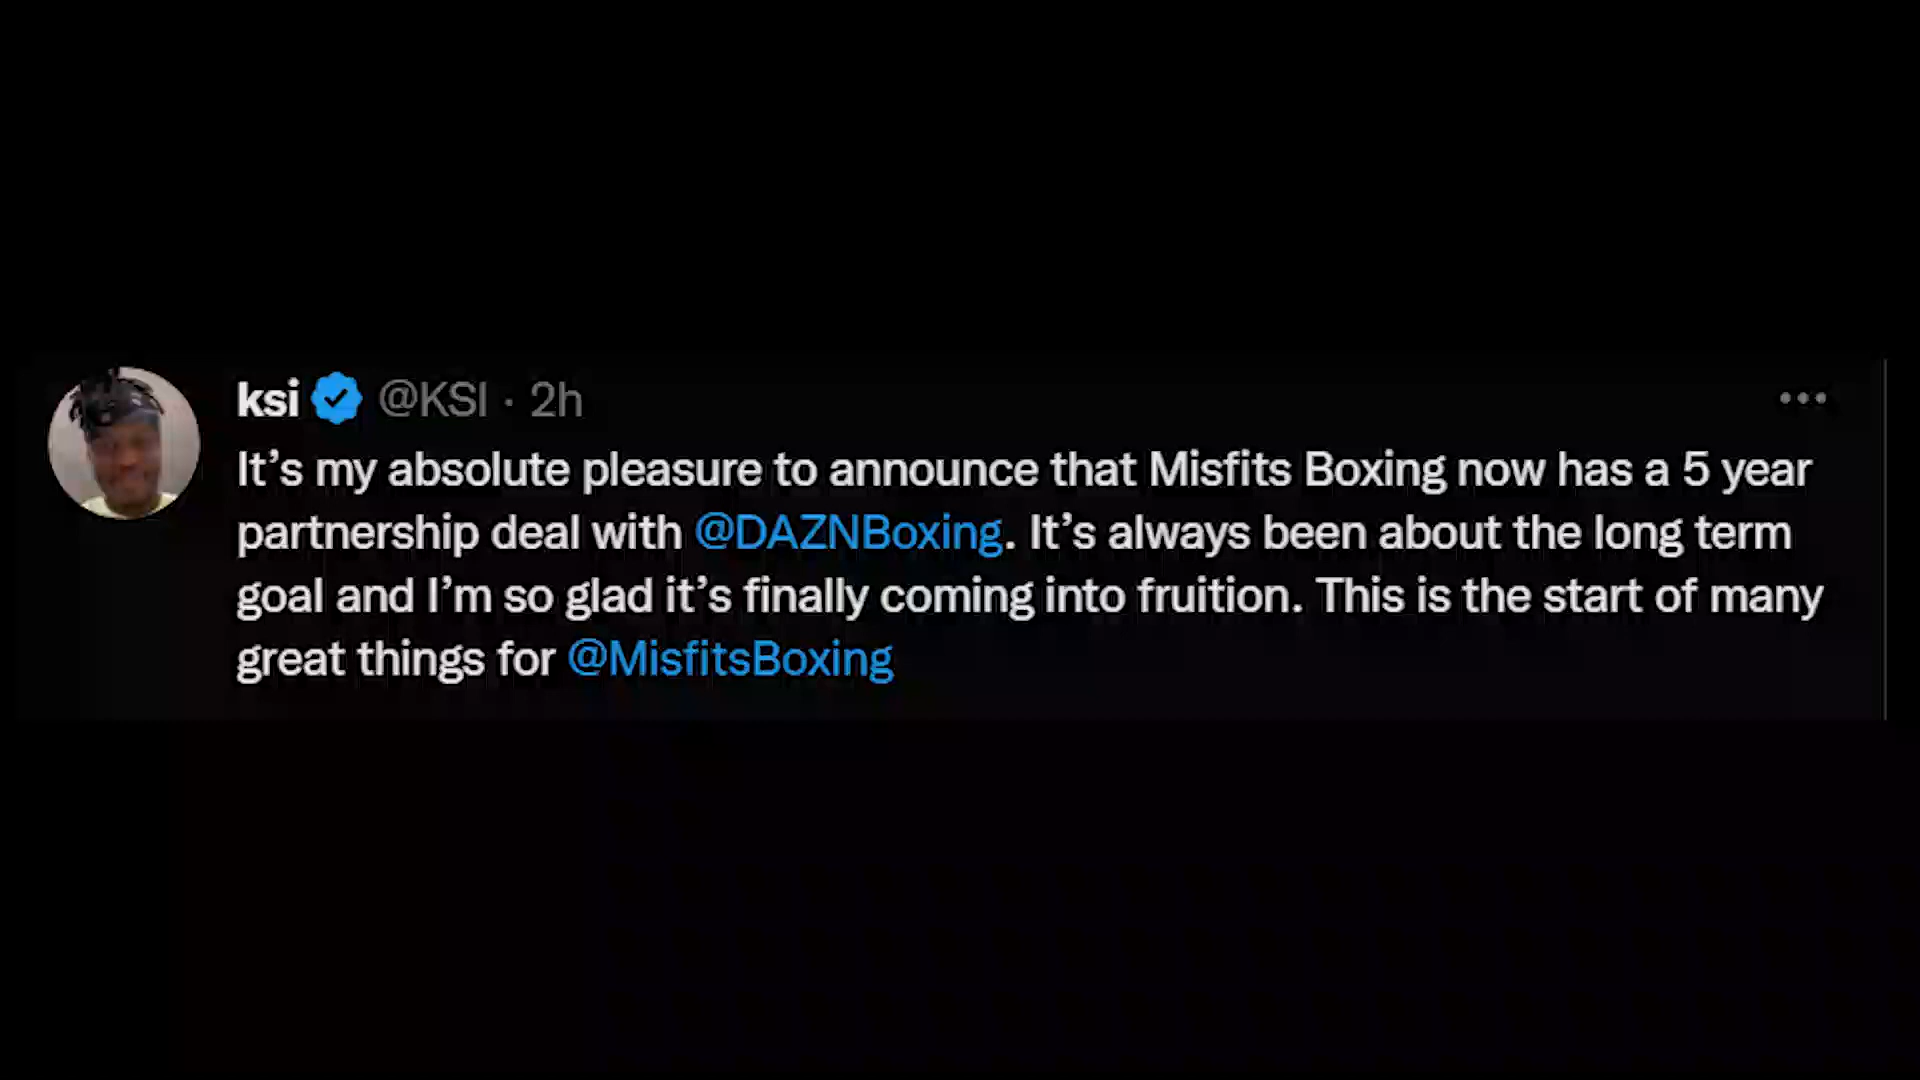 ksi @KSI · 2h
It’s my absolute pleasure to announce that Misfits Boxing now has a 5 year
partnership deal with @DAZNBoxing. It’s always been about the long term
goal and I’m so glad it’s finally coming into fruition. This is the start of many
great things for @MisfitsBoxing